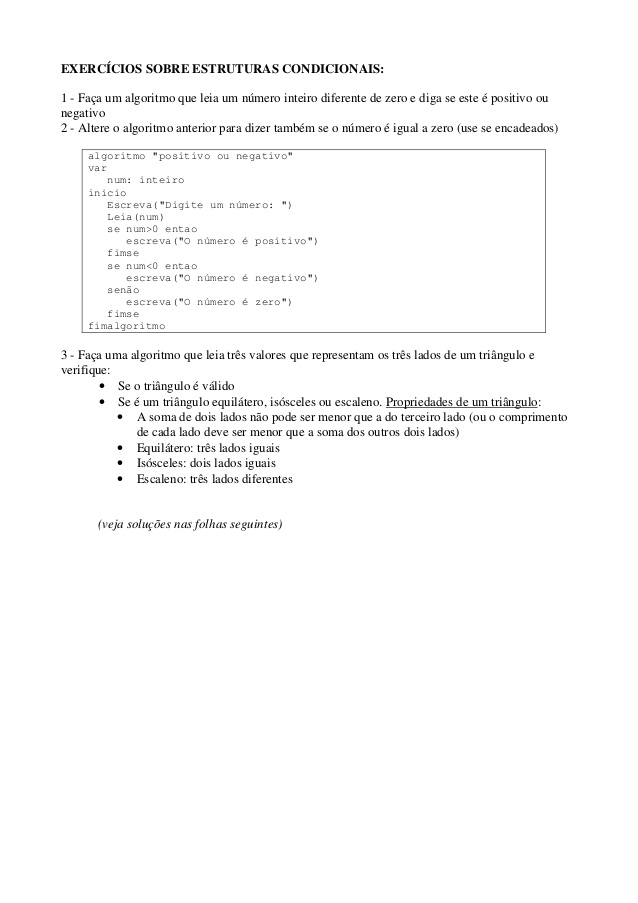 EXERCÍCIOS SOBRE ESTRUTURAS CONDICIONAIS:
1 - Faça um algoritmo que leia um número inteiro diferente de zero e diga se este é positivo ou
negativo
2 - Altere o algoritmo anterior para dizer também se o número é igual a zero (use se encadeados)
algoritmo "positivo ou negativo"
var
num: inteiro
inicio
Escreva("Digite um número: ")
Leia(num)
se num>0 entao
escreva("O número é positivo")
fimse
se num<0 entao
escreva("O número é negativo")
senão
escreva("O número é zero")
fimse
fimalgoritmo
3 - Faça uma algoritmo que leia três valores que representam os três lados de um triângulo e
verifique:
• Se o triângulo é válido
• Se é um triângulo equilátero, isósceles ou escaleno. Propriedades de um triângulo:
• A soma de dois lados não pode ser menor que a do terceiro lado (ou o comprimento
de cada lado deve ser menor que a soma dos outros dois lados)
• Equilátero: três lados iguais
• Isósceles: dois lados iguais
• Escaleno: três lados diferentes
(veja soluções nas folhas seguintes)